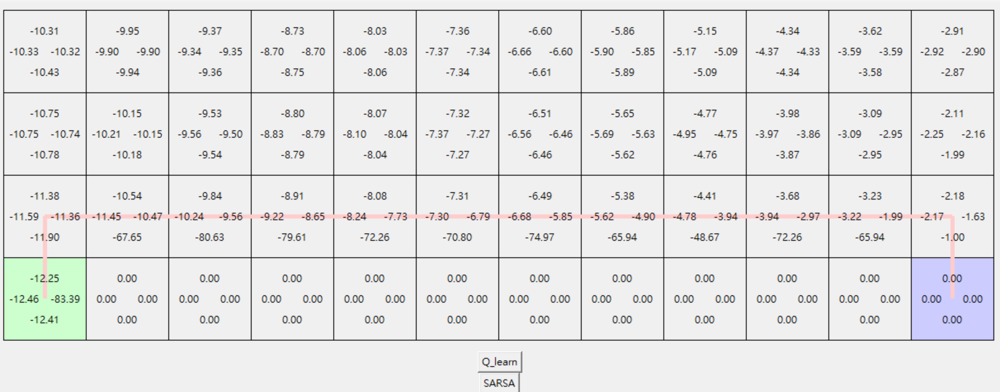 -10.31 -9.95 -9.37 -8.73 -8.03 -7.36 -6.60 -5.86 -5.15 -4.34 -3.62 -2.91
-10.33 -10.32 -9.90 -9.90 -9.34 -9.35 -8.70 -8.70 -8.06 -8.03 -7.37 -7.34 -6.66 -6.60 -5.90 -5.85 -5.17 -5.09 -4.37 -4.33 -3.59 -3.59 -2.92 -2.90
-10.43 -9.94 -9.36 -8.75 -8.06 -7.34 -6.61 -5.89 -5.09 -4.34 -3.58 -2.87
-10.75 -10.15 -9.53 -8.80 -8.07 -7.32 -6.51 -5.65 -4.77 -3.98 -3.09 -2.11
-10.75 -10.74 -10.21 -10.15 -9.56 -9.50 -8.83 -8.79 -8.10 -8.04 -7.37 -7.27 -6.56 -6.46 -5.69 -5.63 -4.95 -4.75 -3.97 -3.86 -3.09 -2.95 -2.25 -2.16
-10.78 -10.18 -9.54 -8.79 -8.04 -7.27 -6.46 -5.62 -4.76 -3.87 -2.95 -1.99
-11.38 -10.54 -9.84 -8.91 -8.08 -7.31 -6.49 -5.38 -4.41 -3.68 -3.23 -2.18
-11.59 -11.36 -11.45 -10.47 -10.24 -9.56 -9.22 -8.65 -8.24 -7.73 -7.30 -6.79 -6.68 -5.85 -5.62 -4.90 -4.78 -3.94 -3.94 -2.97 -3.22 -1.99 -2.17 -1.63
-11.90 -67.65 -80.63 -79.61 -72.26 -70.80 -74.97 -65.94 -48.67 -72.26 -65.94 -1.00
-12.25 0.00 0.00 0.00 0.00 0.00 0.00 0.00 0.00 0.00 0.00 0.00
-12.46 -83.39 0.00 0.00 0.00 0.00 0.00 0.00 0.00 0.00 0.00 0.00 0.00 0.00 0.00 0.00 0.00 0.00 0.00 0.00 0.00 0.00 0.00 0.00
-12.41 0.00 0.00 0.00 0.00 0.00 0.00 0.00 0.00 0.00 0.00 0.00
Q_learn
SARSA